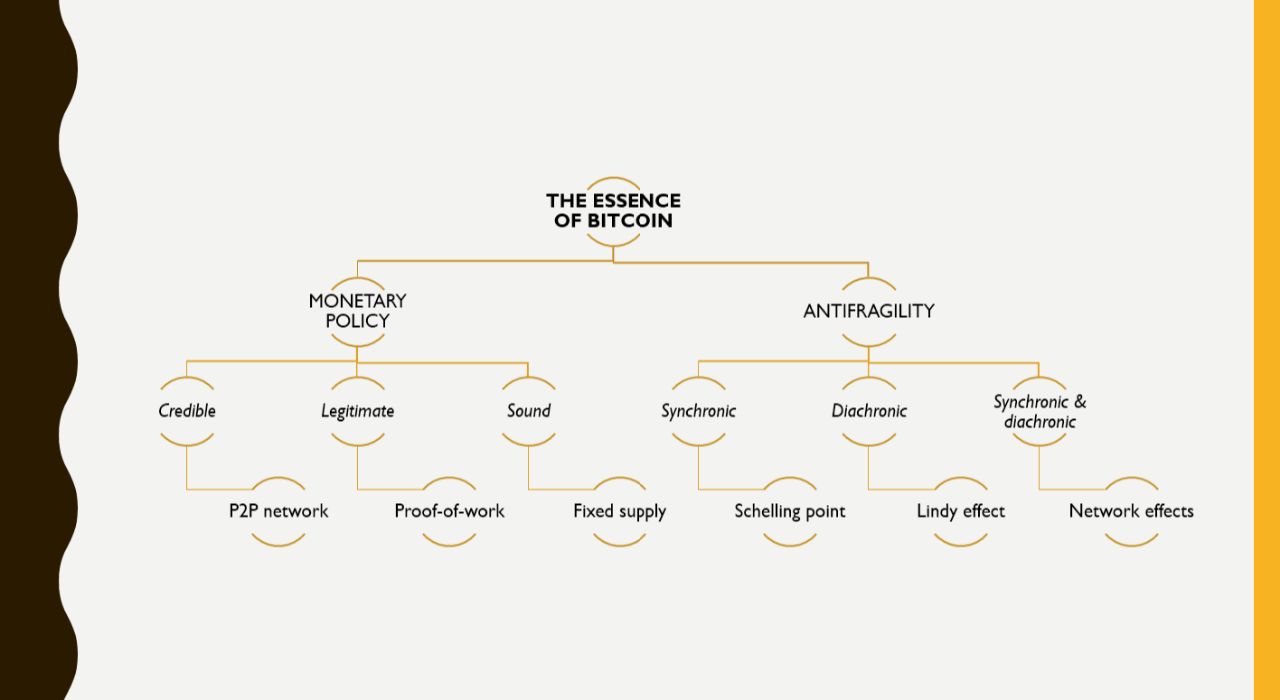 THE ESSENCE
OF BITCOIN
MONETARY
POLICY
ANTIFRAGILITY
Credible
Legitimate
Sound
Synchronic
Diachronic
Synchronic &
diachronic
P2P network
Proof-of-work
Fixed supply
Schelling point
Lindy effect
Network effects